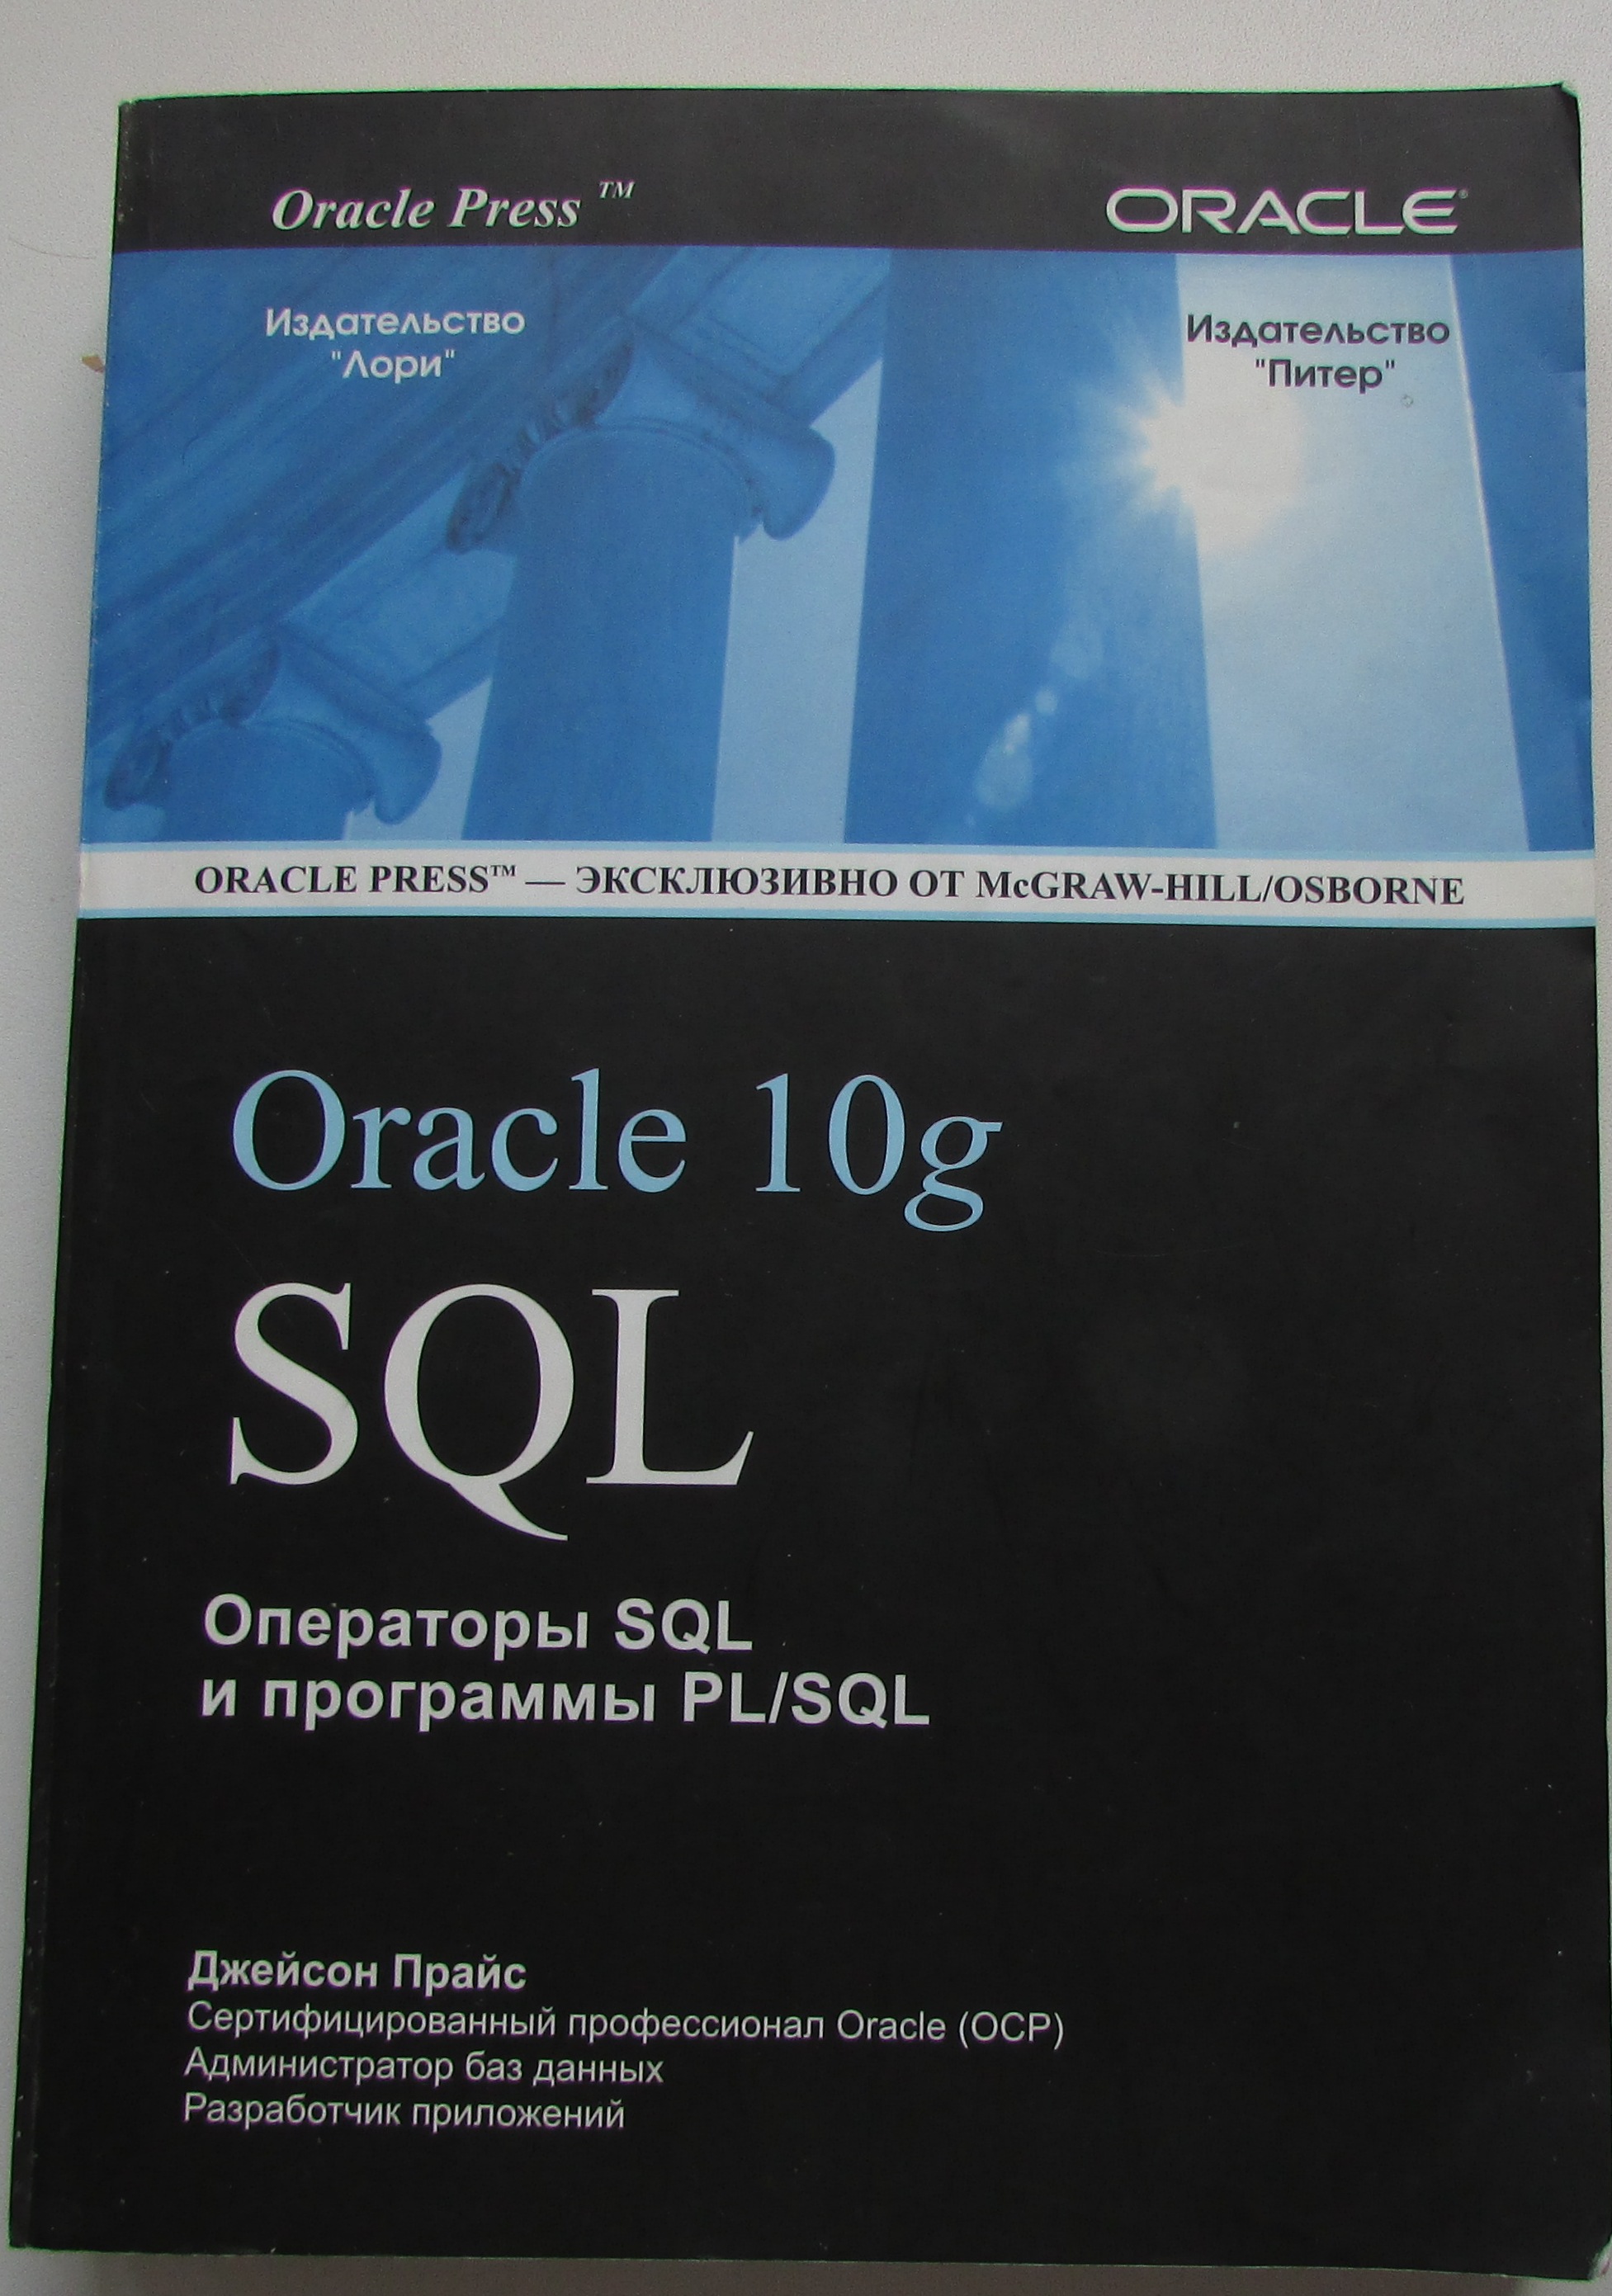 Oracle Press ™
ORACLE®
Издательство
"Лори"
Издательство
"Питер"
ORACLE PRESS™ — ЭКСКЛЮЗИВНО ОТ McGRAW-HILL/OSBORNE
Oracle 10g
SQL
Операторы SQL
и программы PL/SQL
Джейсон Прайс
Сертифицированный профессионал Oracle (OCP)
Администратор баз данных
Разработчик приложений